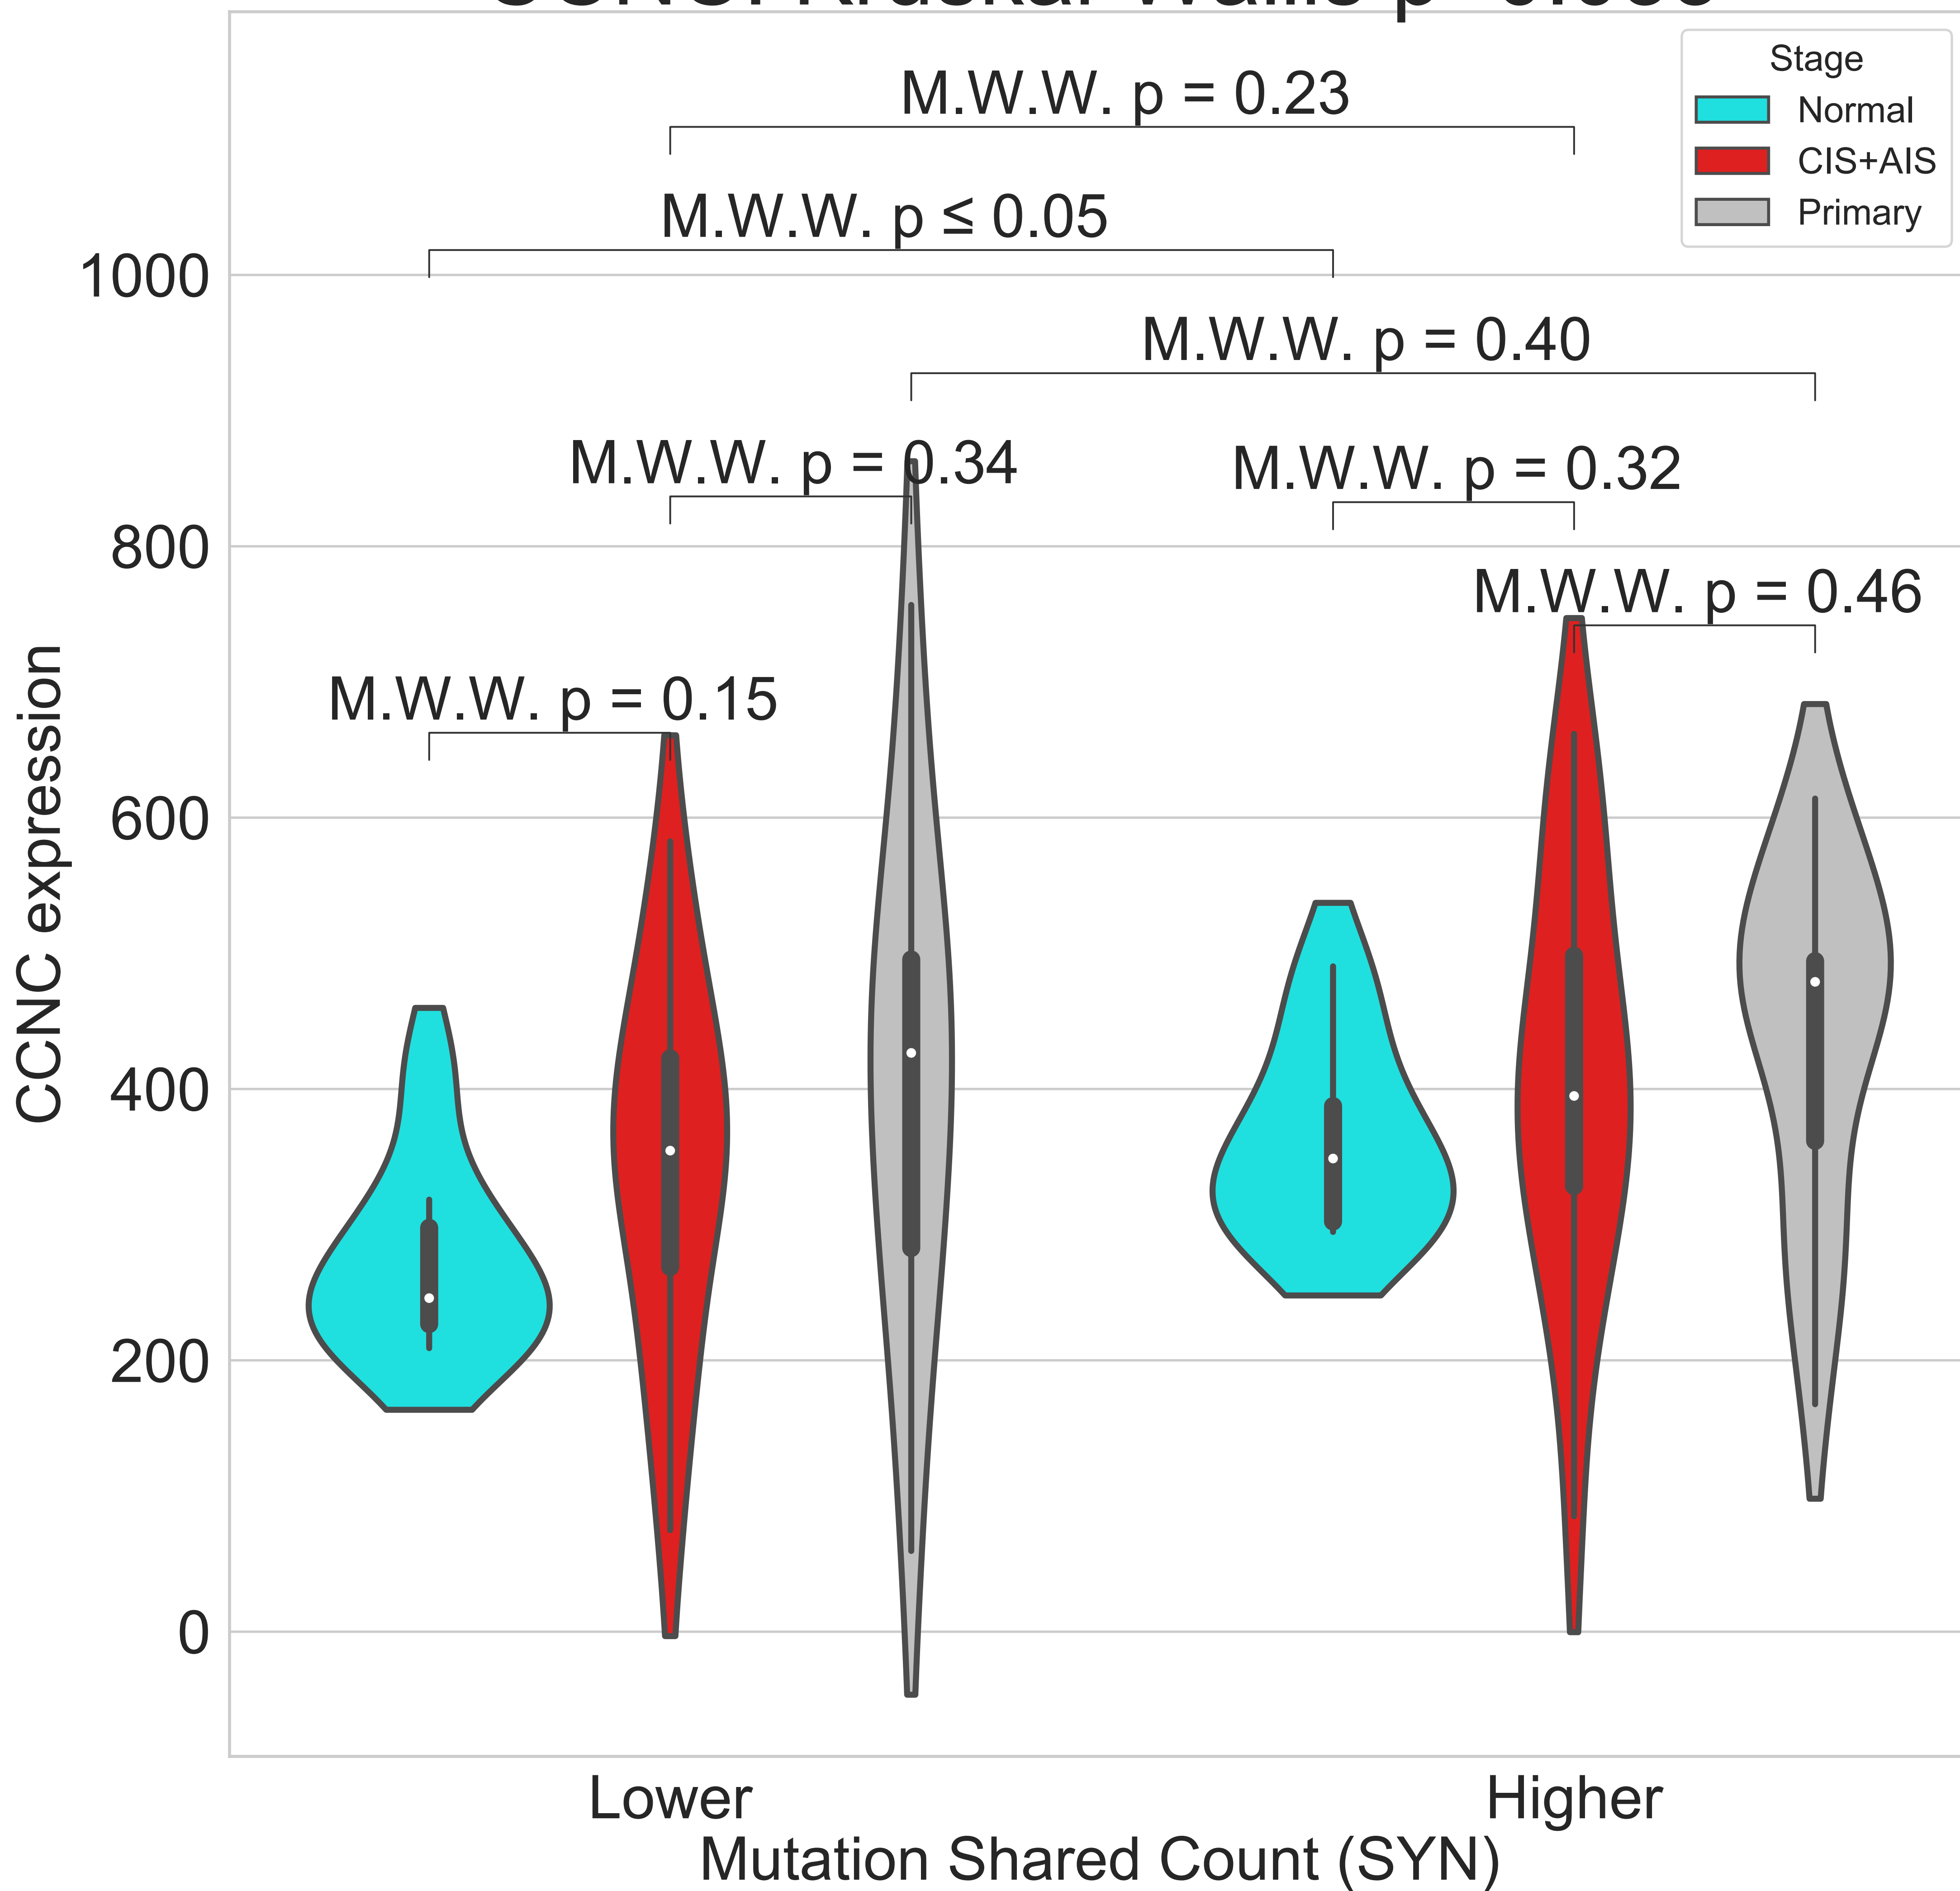 Stage
Normal
CIS+AIS
Primary
M.W.W. p = 0.23
M.W.W. p ≤ 0.05
M.W.W. p = 0.40
M.W.W. p = 0.34
M.W.W. p = 0.32
M.W.W. p = 0.46
M.W.W. p = 0.15
1000
800
600
400
200
0
CCNC expression
Lower
Higher
Mutation Shared Count (SYN)